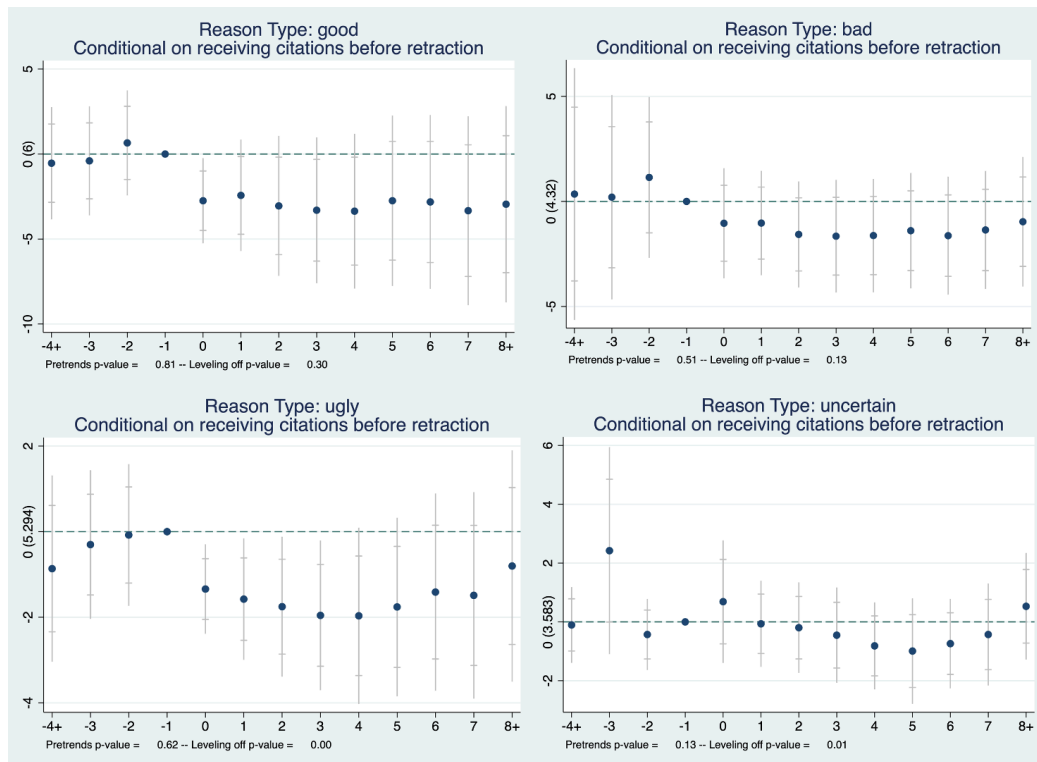 Reason Type: good
Conditional on receiving citations before retraction
5
0 (6)
-5
-10
-4+ -3 -2 -1 0 1 2 3 4 5 6 7 8+
Pretrends p-value = 0.81 -- Leveling off p-value = 0.30
Reason Type: bad
Conditional on receiving citations before retraction
5
0 (4.32)
-5
-4+ -3 -2 -1 0 1 2 3 4 5 6 7 8+
Pretrends p-value = 0.51 -- Leveling off p-value = 0.13
Reason Type: ugly
Conditional on receiving citations before retraction
2
0 (5.294)
-2
-4
-4+ -3 -2 -1 0 1 2 3 4 5 6 7 8+
Pretrends p-value = 0.62 -- Leveling off p-value = 0.00
Reason Type: uncertain
Conditional on receiving citations before retraction
6
4
2
0 (3.583)
-2
-4+ -3 -2 -1 0 1 2 3 4 5 6 7 8+
Pretrends p-value = 0.13 -- Leveling off p-value = 0.01